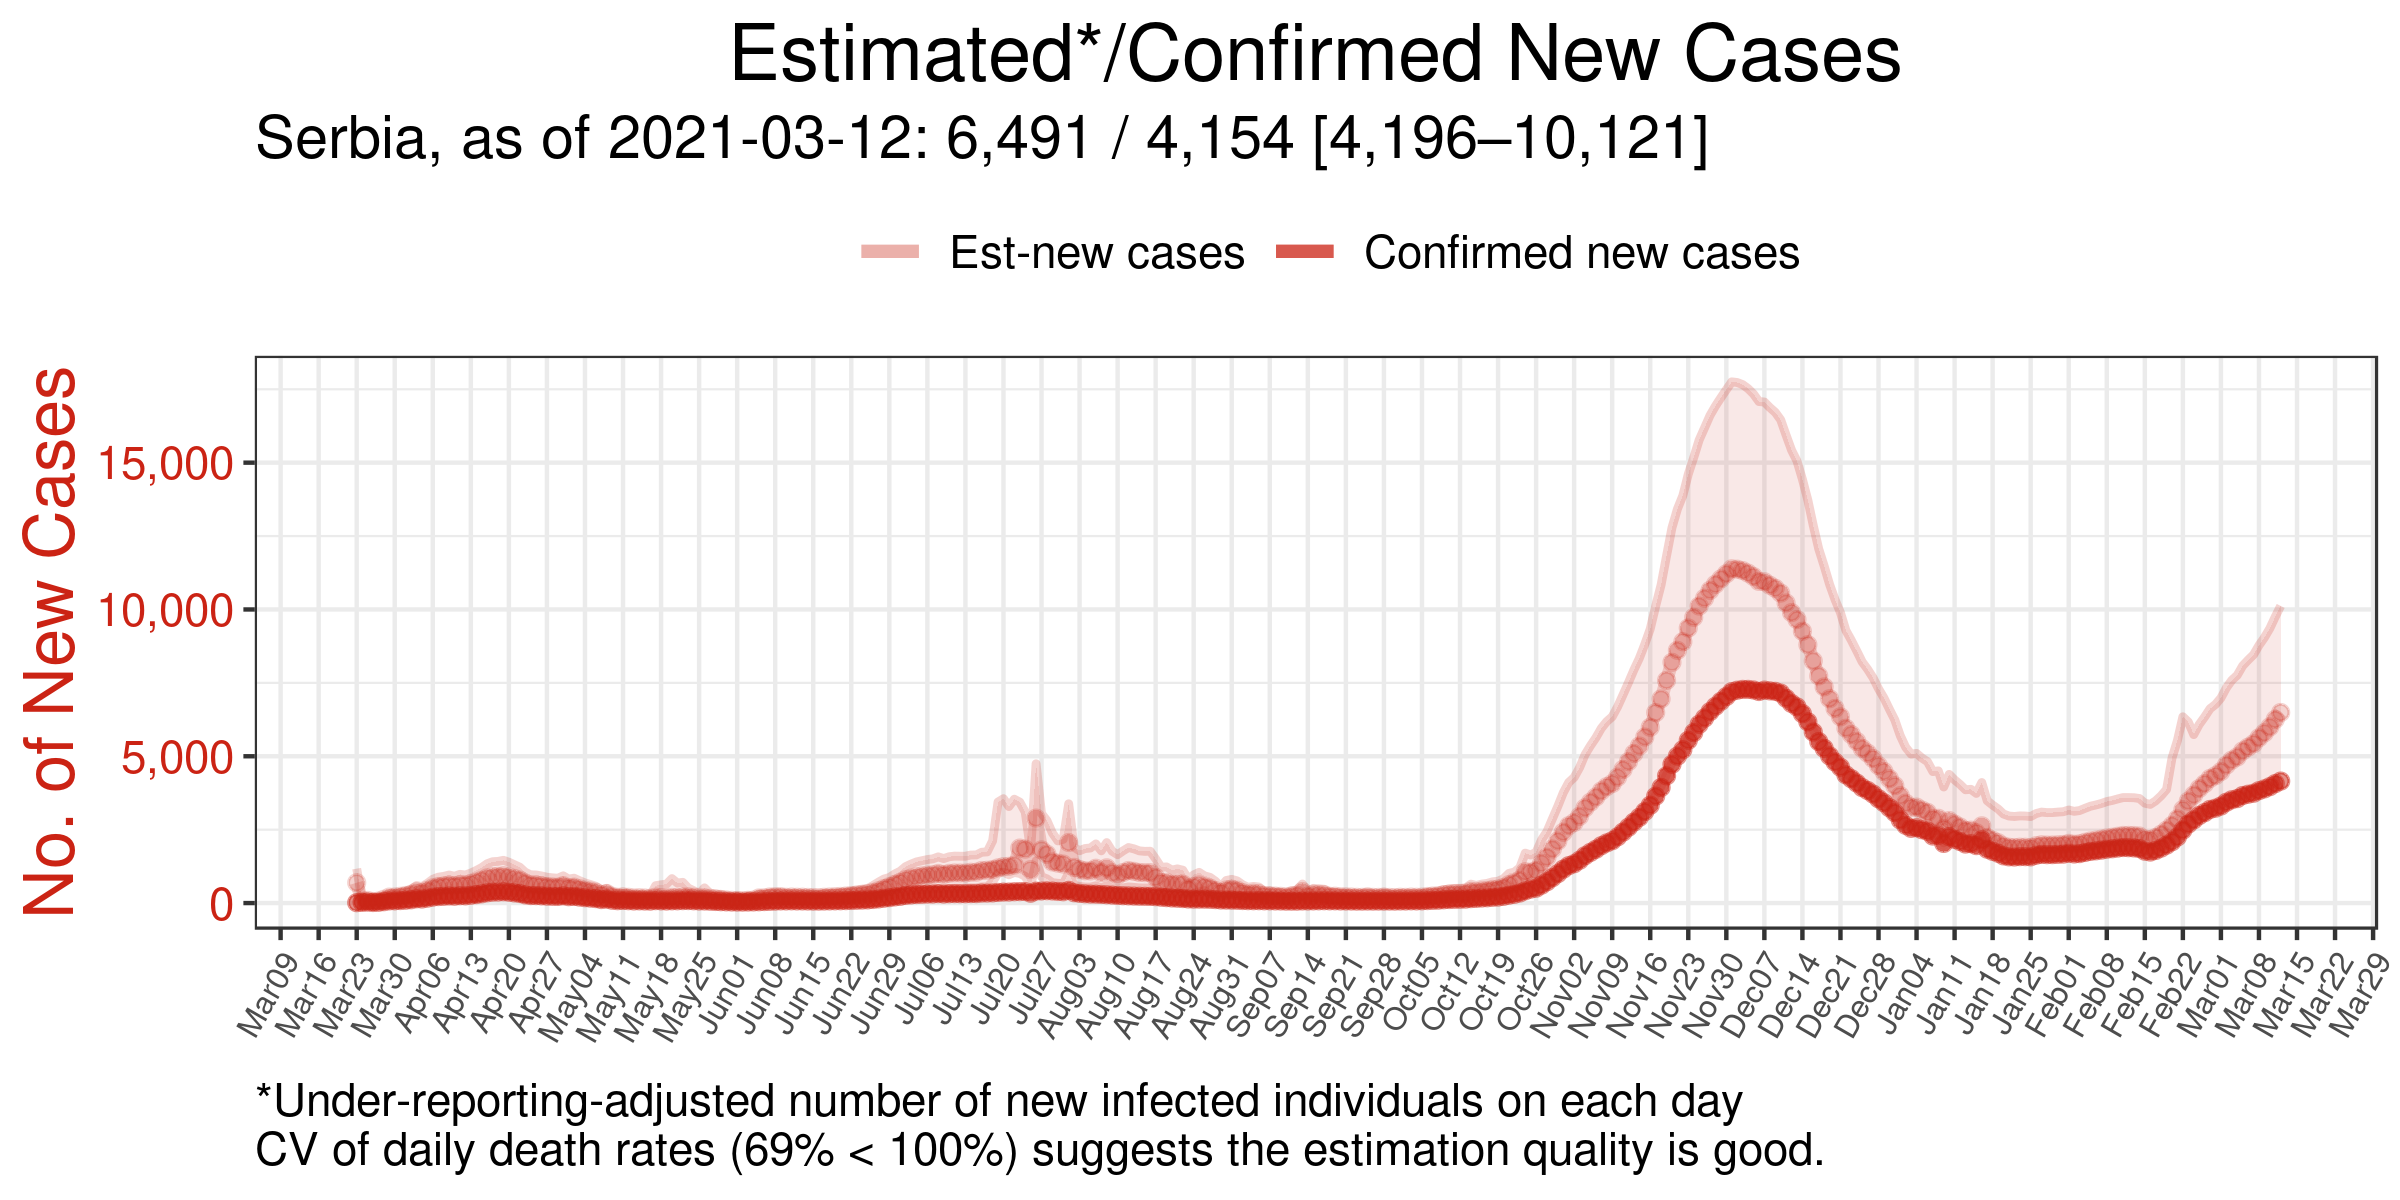 Estimated*/Confirmed New Cases
Serbia, as of 2021-03-12: 6,491 / 4,154 [4,196–10,121]
Est-new cases
Confirmed new cases
No. of New Cases
15,000
10,000
5,000
0
Mar09
Mar16
Mar23
Mar30
Apr06
Apr13
Apr20
Apr27
May04
May11
May18
May25
Jun01
Jun08
Jun15
Jun22
Jun29
Jul06
Jul13
Jul20
Jul27
Aug03
Aug10
Aug17
Aug24
Aug31
Sep07
Sep14
Sep21
Sep28
Oct05
Oct12
Oct19
Oct26
Nov02
Nov09
Nov16
Nov23
Nov30
Dec07
Dec14
Dec21
Dec28
Jan04
Jan11
Jan18
Jan25
Feb01
Feb08
Feb15
Feb22
Mar01
Mar08
Mar15
Mar22
Mar29
*Under-reporting-adjusted number of new infected individuals on each day
CV of daily death rates (69% < 100%) suggests the estimation quality is good.